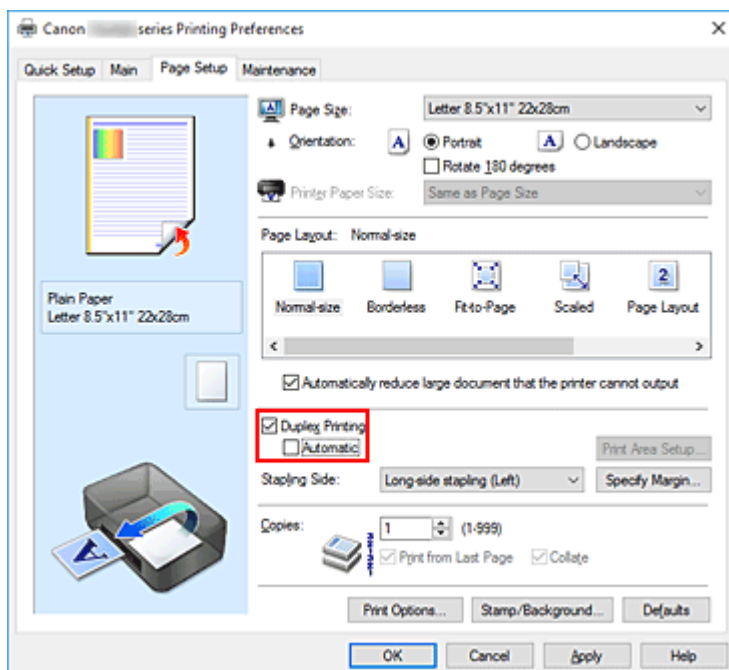 Canon series Printing Preferences
Quick Setup Main Page Setup Maintenance
Page Size: Letter 8.5"x11" 22x28cm
Orientation: A Portrait A Landscape
Rotate 180 degrees
Printer Paper Size: Same as Page Size
Page Layout: Normal-size
2
Normal-size Borderless Fit-to-Page Scaled Page Layout
Plain Paper
Letter 8.5"x11" 22x28cm
Automatically reduce large document that the printer cannot output
Duplex Printing
Automatic
Print Area Setup...
Stapling Side: Long-side stapling (Left) Specify Margin...
Copies: 1 (1-999)
Print from Last Page Collate
A
Print Options... Stamp/Background... Defaults
OK Cancel Apply Help